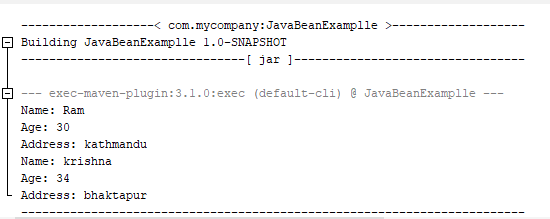 --------------------< com.mycompany:JavaBeanExamplle >--------------------
Building JavaBeanExamplle 1.0-SNAPSHOT
--------------------------------[ jar ]---------------------------------
--- exec-maven-plugin:3.1.0:exec (default-cli) @ JavaBeanExamplle ---
Name: Ram
Age: 30
Address: kathmandu
Name: krishna
Age: 34
Address: bhaktapur
------------------------------------------------------------------------